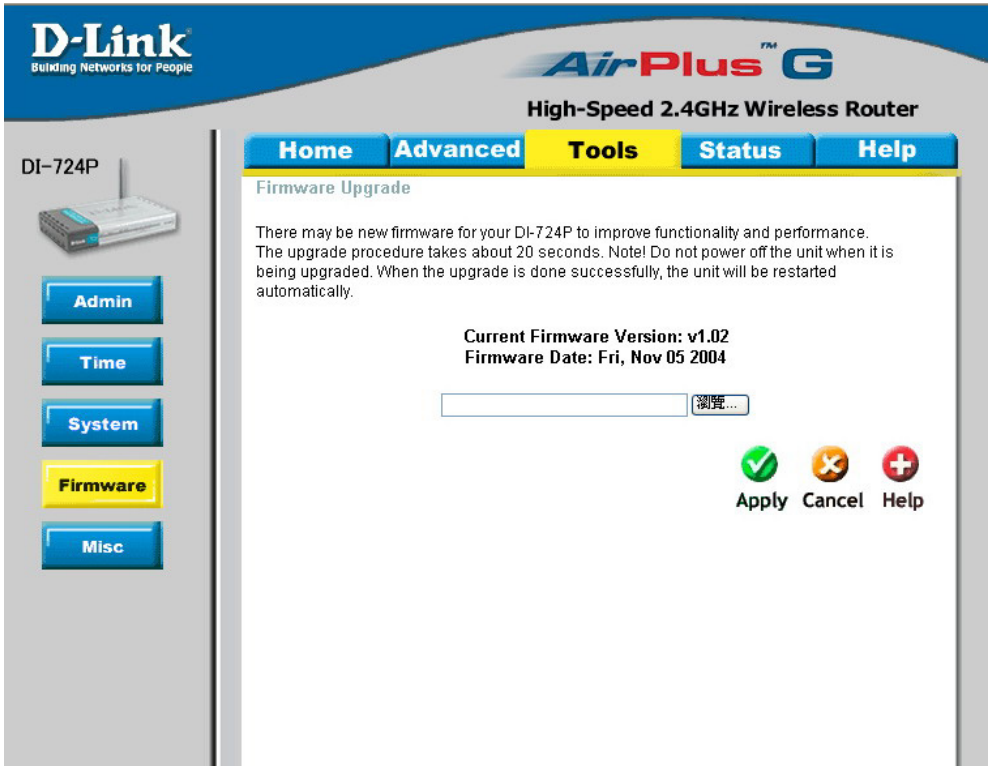 D-Link
Building Networks for People
AirPlus G™
High-Speed 2.4GHz Wireless Router
DI-724P
Home
Advanced
Tools
Status
Help
Admin
Time
System
Firmware
Misc
Firmware Upgrade
There may be new firmware for your DI-724P to improve functionality and performance.
The upgrade procedure takes about 20 seconds. Note! Do not power off the unit when it is
being upgraded. When the upgrade is done successfully, the unit will be restarted
automatically.
Current Firmware Version: v1.02
Firmware Date: Fri, Nov 05 2004
瀏覽...
Apply
Cancel
Help